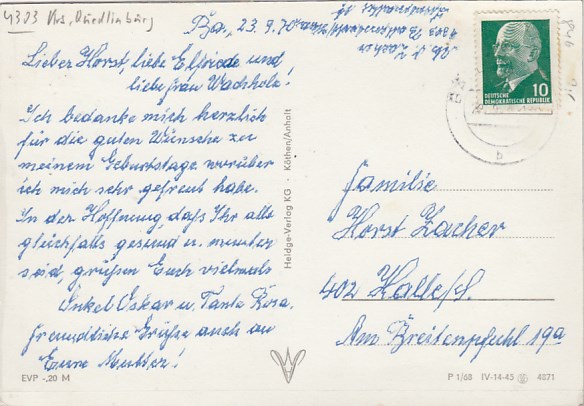 4303 Krs. Quedlinburg
Ba., 23.9.70
Lieber Horst, liebe Elfriede und
liebe Frau Wachholz!
Ich bedanke mich herzlich
für die guten Wünsche zu
meinem Geburtstage worüber
ich mich sehr gefreut habe.
In der Hoffnung, daß Ihr alle
gleichfalls gesund u. munter
seid, grüßen Euch vielmals
Onkel Oskar u. Tante Rosa.
Freundliche Grüße auch an
Eure Mutter!
EVP -,20 M
Heldge-Verlag KG · Köthen/Anhalt
Zacher
4303 Ballenstedt
DEUTSCHE
DEMOKRATISCHE REPUBLIK
10
b
Familie
Horst Zacher
402 Halle/S.
Am Breitenpfuhl 19a
P 1/68 IV-14-45 4871